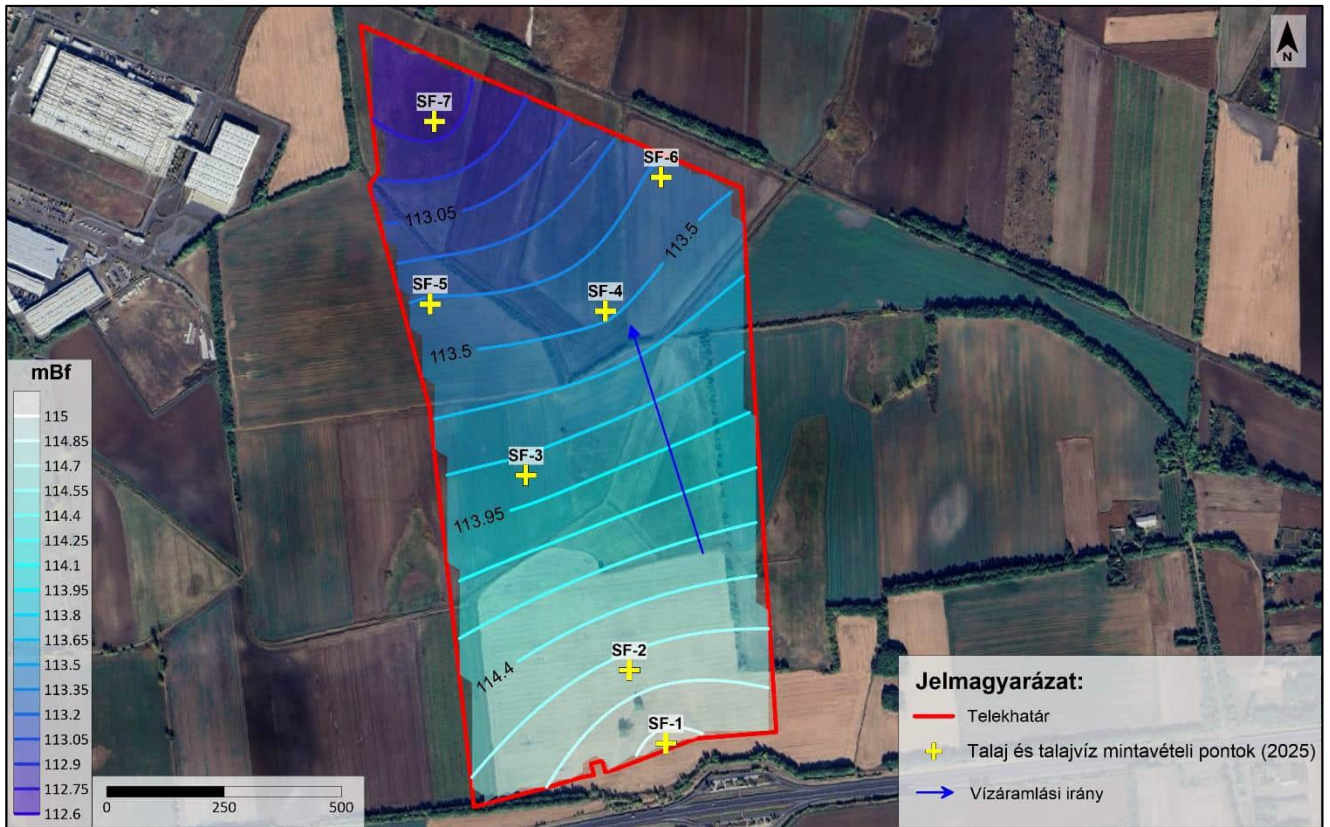 N
SF-7
SF-6
113.05
113.5
SF-5
SF-4
113.5
SF-3
113.95
SF-2
114.4
SF-1
mBf
115
114.85
114.7
114.55
114.4
114.25
114.1
113.95
113.8
113.65
113.5
113.35
113.2
113.05
112.9
112.75
112.6
0 250 500
Jelmagyarázat:
Telekhatár
Talaj és talajvíz mintavételi pontok (2025)
Vízáramlási irány